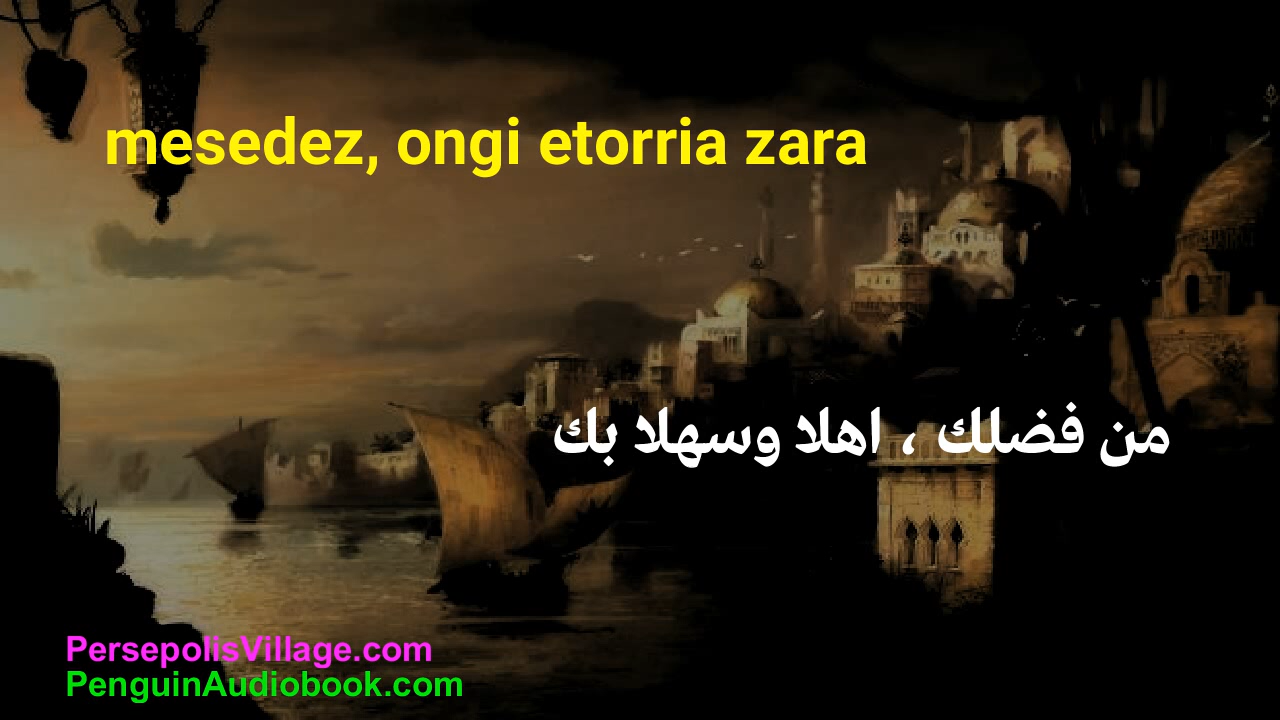 mesedez, ongi etorria zara
من فضلك ، اهلا وسهلا بك
PersepolisVillage.com
PenguinAudiobook.com